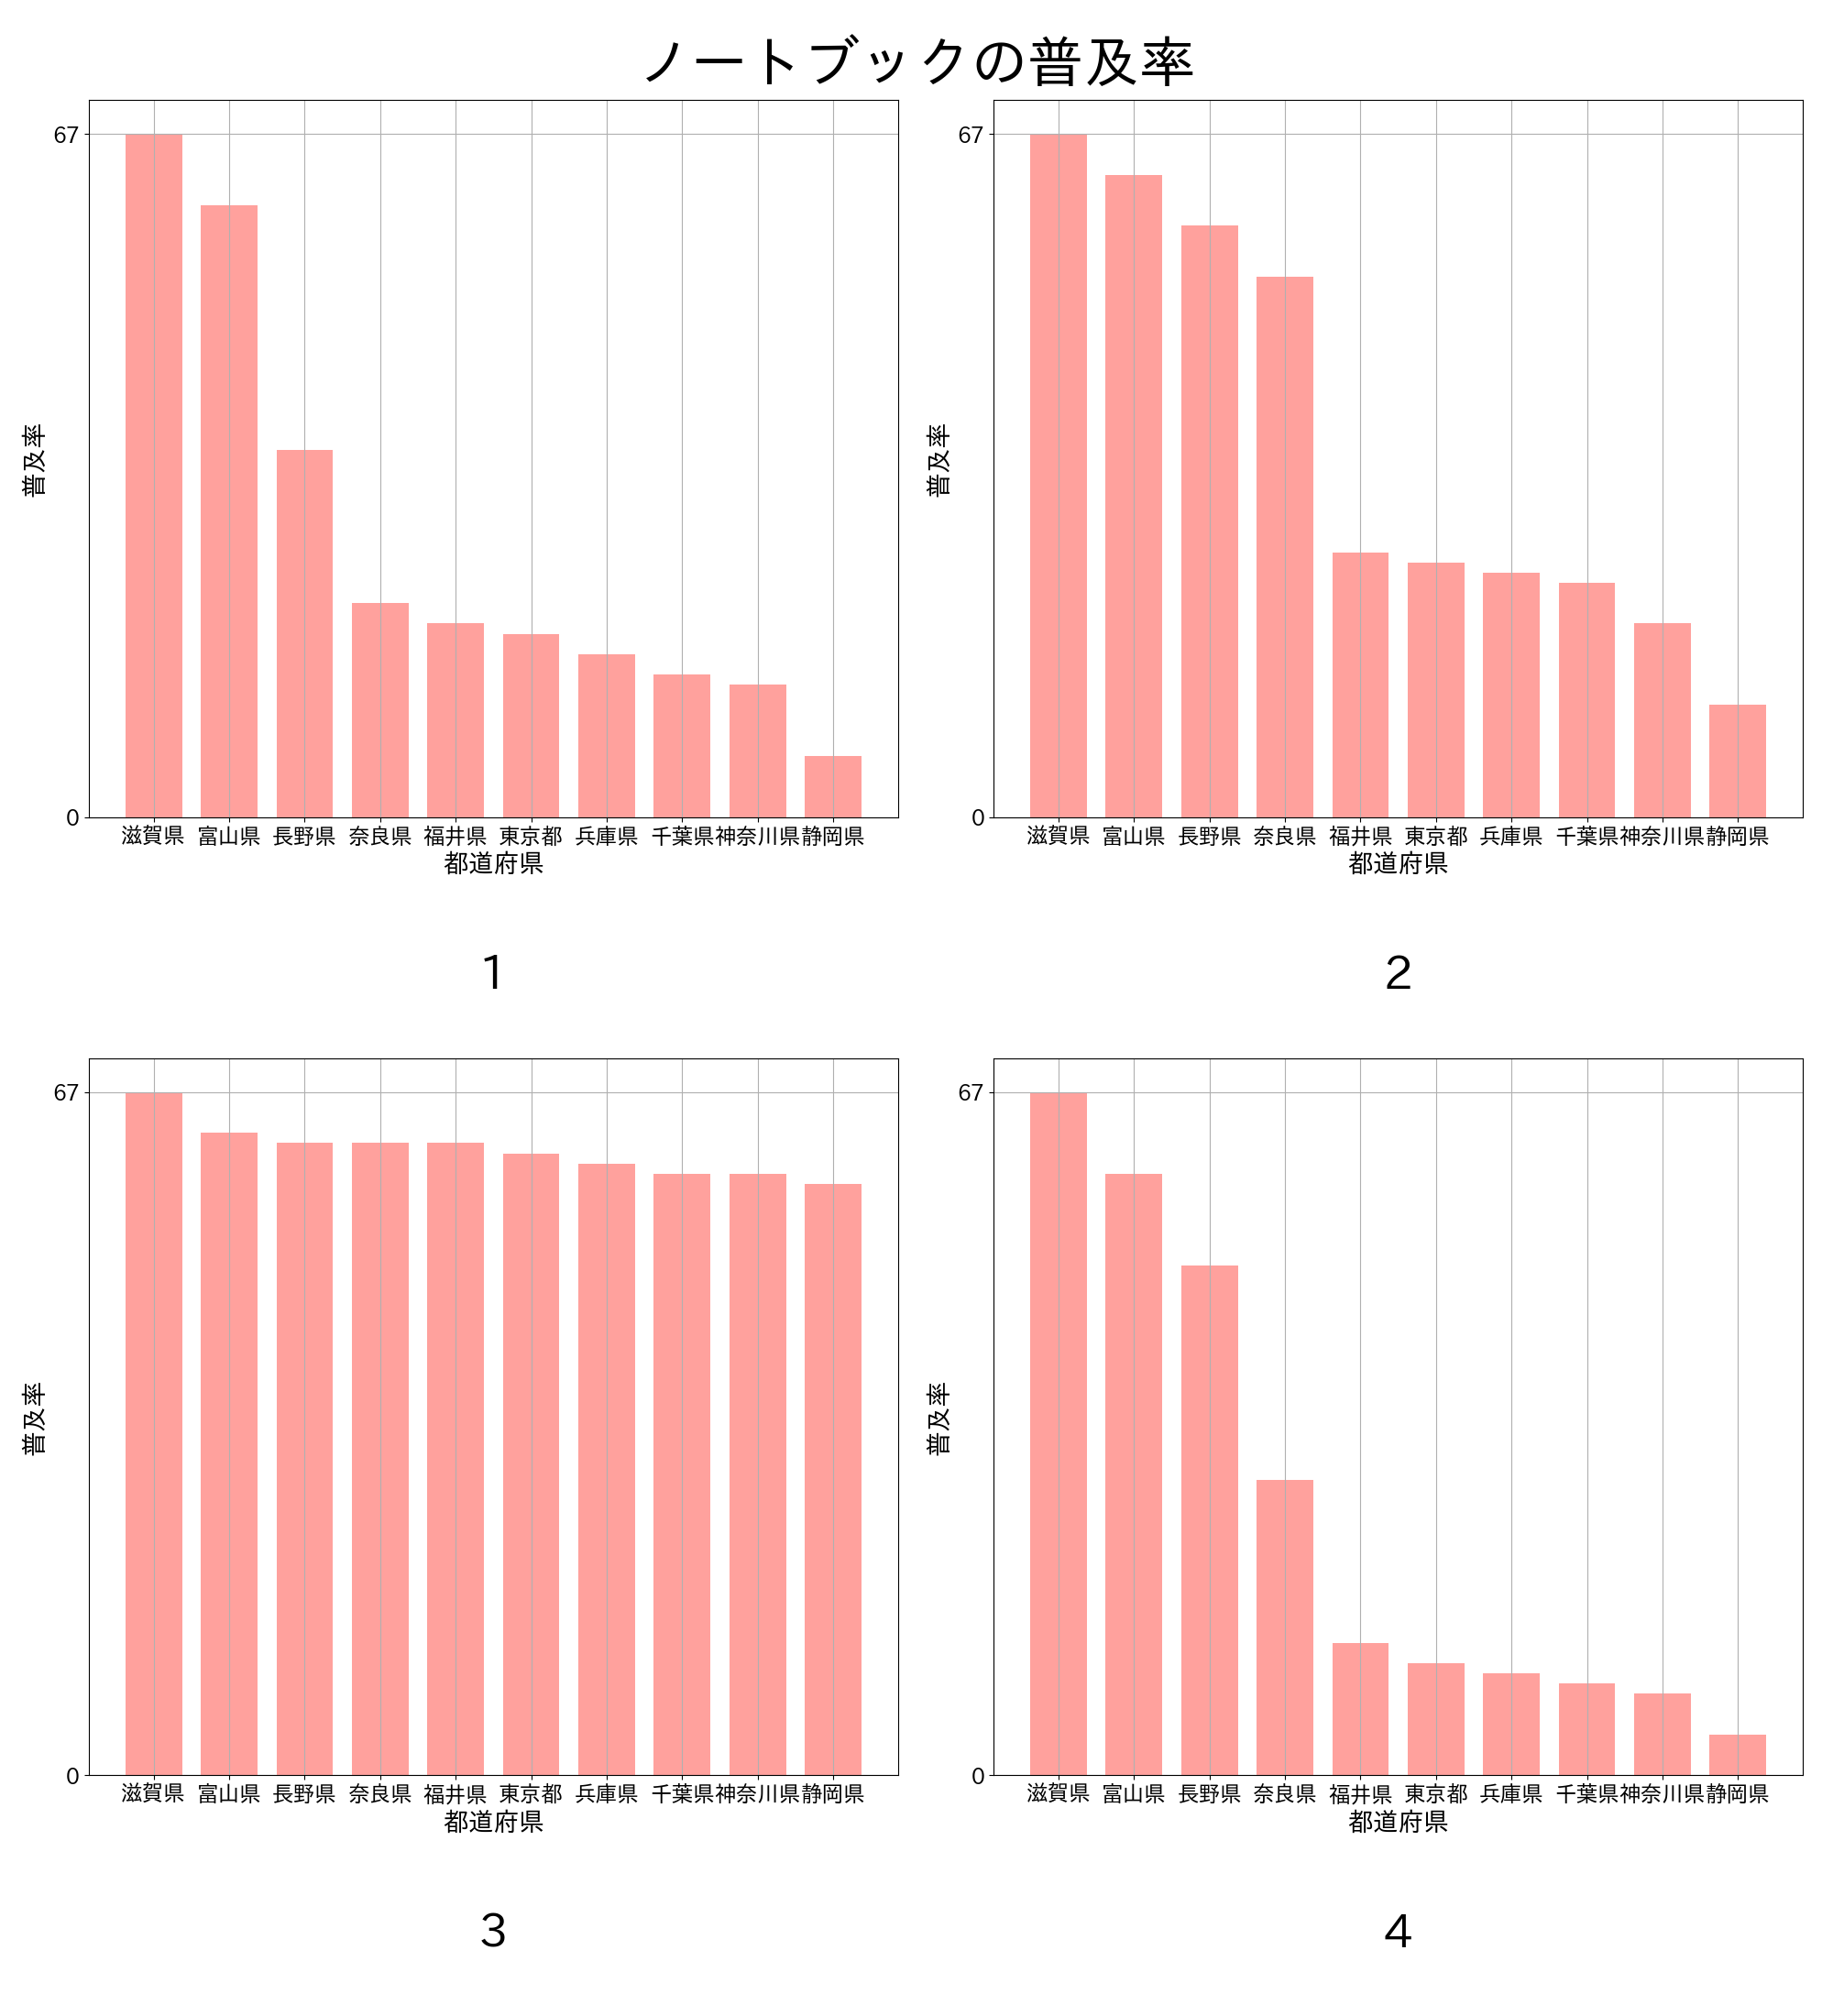 ノートブックの普及率
67
0
普及率
滋賀県 富山県 長野県 奈良県 福井県 東京都 兵庫県 千葉県 神奈川県 静岡県
都道府県
1
67
0
普及率
滋賀県 富山県 長野県 奈良県 福井県 東京都 兵庫県 千葉県 神奈川県 静岡県
都道府県
2
67
0
普及率
滋賀県 富山県 長野県 奈良県 福井県 東京都 兵庫県 千葉県 神奈川県 静岡県
都道府県
3
67
0
普及率
滋賀県 富山県 長野県 奈良県 福井県 東京都 兵庫県 千葉県 神奈川県 静岡県
都道府県
4